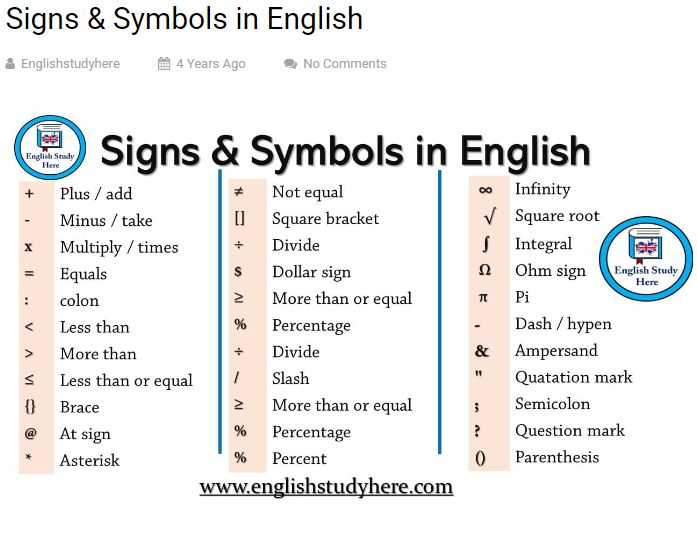 Signs & Symbols in English
Englishstudyhere 4 Years Ago No Comments
English Study
Here
Signs & Symbols in English
+ Plus / add
- Minus / take
x Multiply / times
= Equals
: colon
< Less than
> More than
≤ Less than or equal
{} Brace
@ At sign
* Asterisk
≠ Not equal
[] Square bracket
÷ Divide
$ Dollar sign
≥ More than or equal
% Percentage
÷ Divide
/ Slash
≥ More than or equal
% Percentage
% Percent
∞ Infinity
√ Square root
∫ Integral
Ω Ohm sign
π Pi
- Dash / hypen
& Ampersand
" Quatation mark
; Semicolon
? Question mark
() Parenthesis
English Study
Here
www.englishstudyhere.com